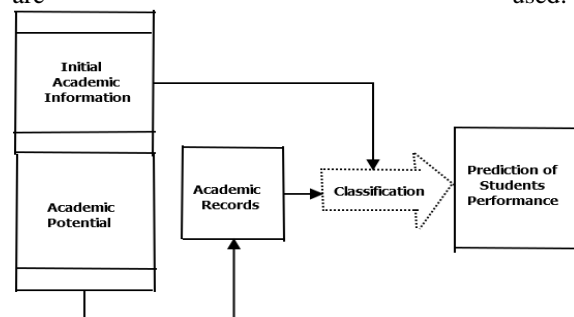 are used.
Initial
Academic
Information
Academic
Potential
Academic
Records
Classification
Prediction of
Students
Performance